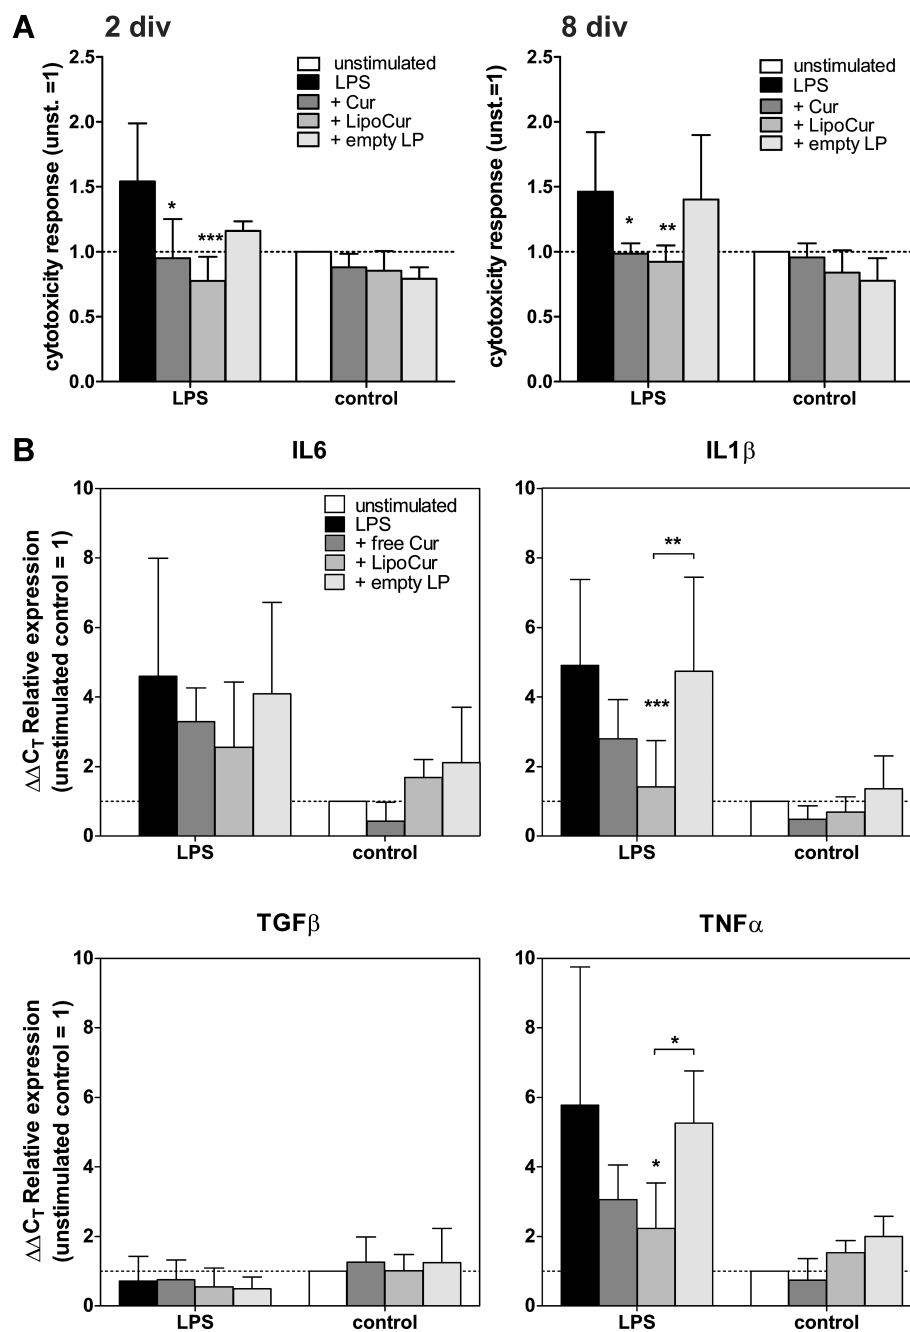 A
2 div
8 div
cytotoxicity response (unst. =1)
2.5
2.0
1.5
1.0
0.5
0.0
unstimulated
LPS
+ Cur
+ LipoCur
+ empty LP
*
***
LPS
control
cytotoxicity response (unst.=1)
2.5
2.0
1.5
1.0
0.5
0.0
unstimulated
LPS
+ Cur
+ LipoCur
+ empty LP
*
**
LPS
control
B
IL6
ΔΔCT Relative expression
(unstimulated control = 1)
10
8
6
4
2
0
unstimulated
LPS
+ free Cur
+ LipoCur
+ empty LP
LPS
control
IL1β
10
8
6
4
2
0
**
***
LPS
control
TGFβ
ΔΔCT Relative expression
(unstimulated control = 1)
10
8
6
4
2
0
LPS
control
TNFα
10
8
6
4
2
0
*
*
LPS
control